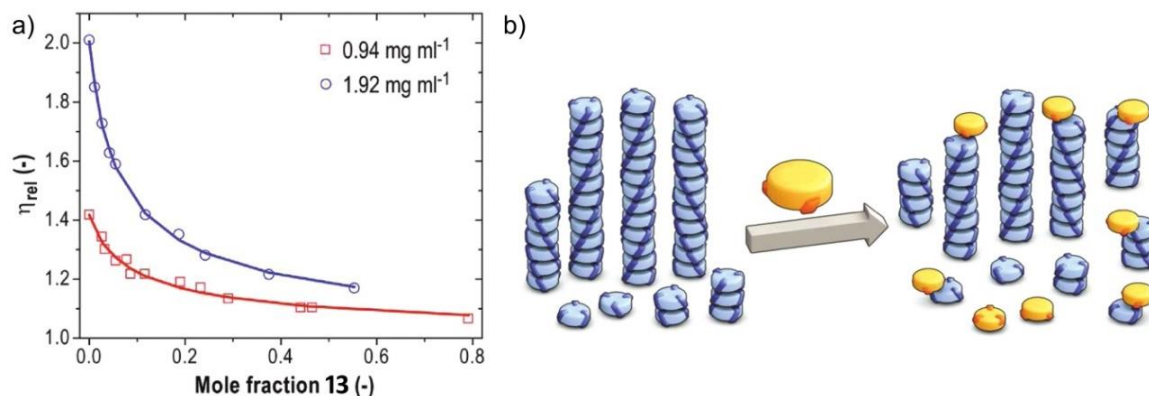 a)
b)
2.0
1.8
1.6
1.4
1.2
1.0
0.94 mg ml⁻¹
1.92 mg ml⁻¹
ηrel (-)
0.0 0.2 0.4 0.6 0.8
Mole fraction 13 (-)